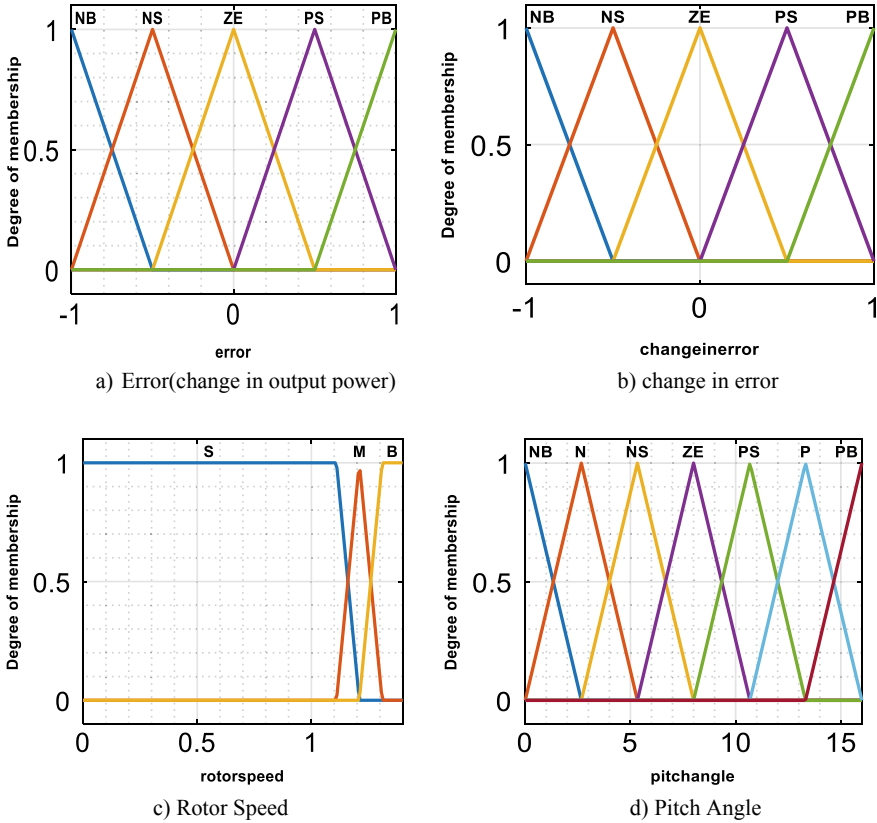 NB NS ZE PS PB
1
0.5
0
Degree of membership
-1 0 1
error
a) Error(change in output power)
NB NS ZE PS PB
1
0.5
0
Degree of membership
-1 0 1
changeinerror
b) change in error
S M B
1
0.5
0
Degree of membership
0 0.5 1
rotorspeed
c) Rotor Speed
NB N NS ZE PS P PB
1
0.5
0
Degree of membership
0 5 10 15
pitchangle
d) Pitch Angle